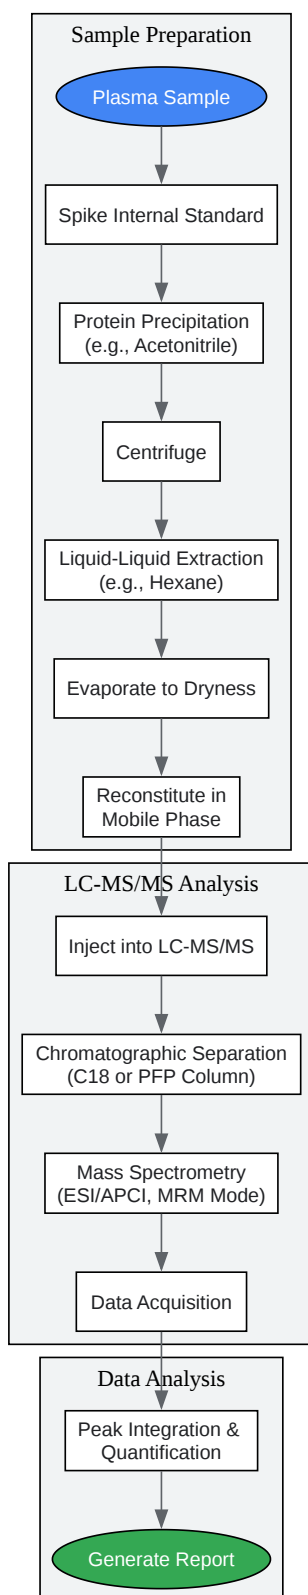 Sample Preparation
Plasma Sample
Spike Internal Standard
Protein Precipitation
(e.g., Acetonitrile)
Centrifuge
Liquid-Liquid Extraction
(e.g., Hexane)
Evaporate to Dryness
Reconstitute in
Mobile Phase
LC-MS/MS Analysis
Inject into LC-MS/MS
Chromatographic Separation
(C18 or PFP Column)
Mass Spectrometry
(ESI/APCI, MRM Mode)
Data Acquisition
Data Analysis
Peak Integration &
Quantification
Generate Report